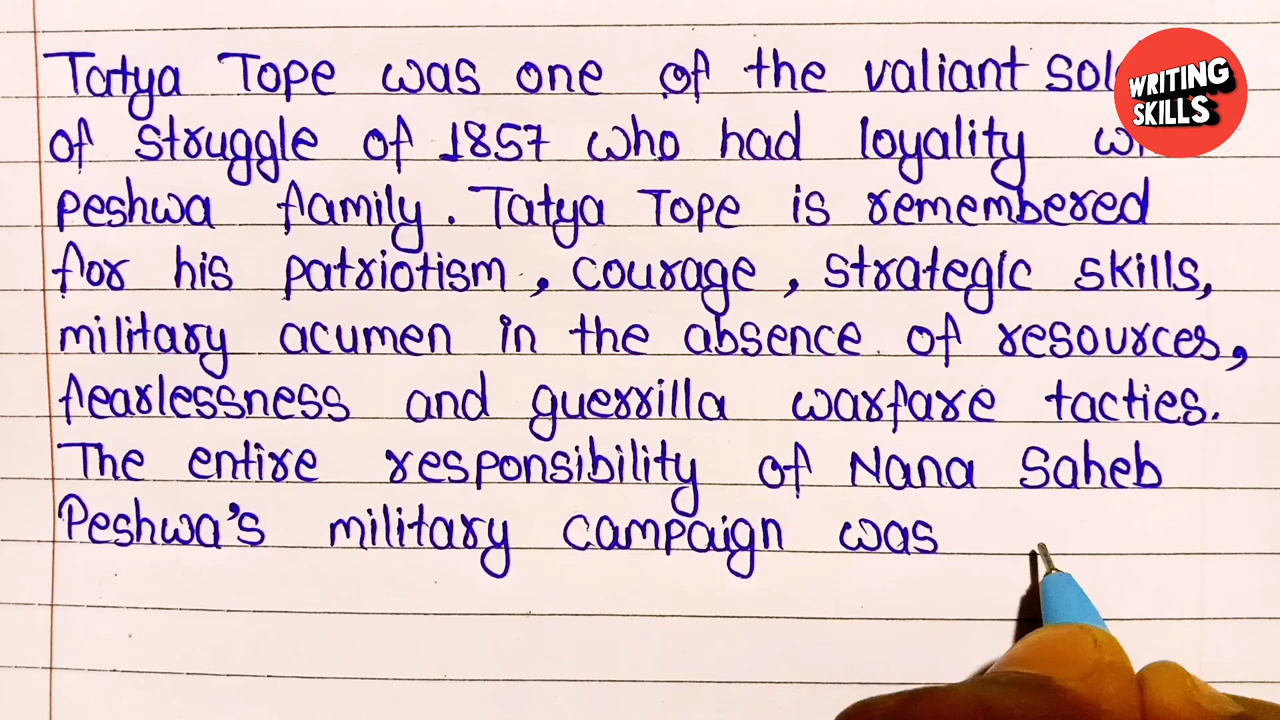 Tatya Tope was one of the valiant
of struggle of 1857 who had loyality
Peshwa family. Tatya Tope is remembered
for his patriotism, courage, strategic skills,
military acumen in the absence of resources,
fearlessness and guerrilla warfare tacties.
The entire responsibility of Nana Saheb
Peshwa's military campaign was
WRITING
SKILLS